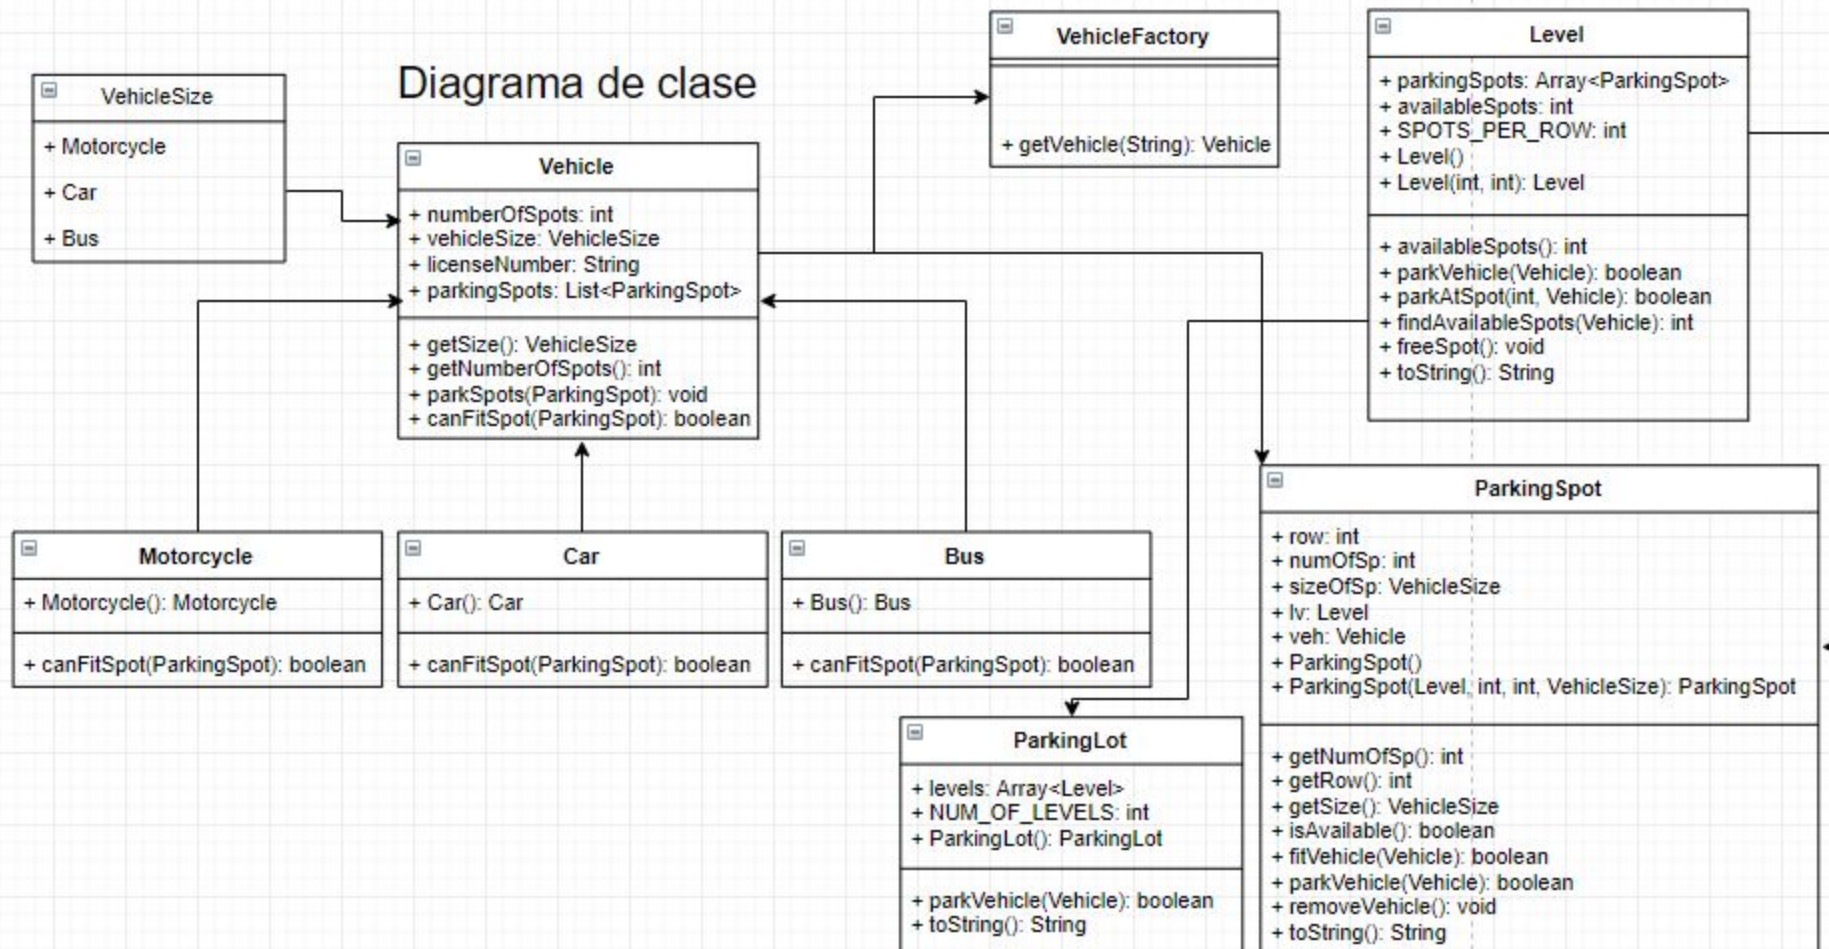 Diagrama de clase
VehicleSize
+ Motorcycle
+ Car
+ Bus
Vehicle
+ numberOfSpots: int
+ vehicleSize: VehicleSize
+ licenseNumber: String
+ parkingSpots: List<ParkingSpot>
+ getSize(): VehicleSize
+ getNumberOfSpots(): int
+ parkSpots(ParkingSpot): void
+ canFitSpot(ParkingSpot): boolean
VehicleFactory
+ getVehicle(String): Vehicle
Level
+ parkingSpots: Array<ParkingSpot>
+ availableSpots: int
+ SPOTS_PER_ROW: int
+ Level()
+ Level(int, int): Level
+ availableSpots(): int
+ parkVehicle(Vehicle): boolean
+ parkAtSpot(int, Vehicle): boolean
+ findAvailableSpots(Vehicle): int
+ freeSpot(): void
+ toString(): String
Motorcycle
+ Motorcycle(): Motorcycle
+ canFitSpot(ParkingSpot): boolean
Car
+ Car(): Car
+ canFitSpot(ParkingSpot): boolean
Bus
+ Bus(): Bus
+ canFitSpot(ParkingSpot): boolean
ParkingLot
+ levels: Array<Level>
+ NUM_OF_LEVELS: int
+ ParkingLot(): ParkingLot
+ parkVehicle(Vehicle): boolean
+ toString(): String
ParkingSpot
+ row: int
+ numOfSp: int
+ sizeOfSp: VehicleSize
+ lv: Level
+ veh: Vehicle
+ ParkingSpot()
+ ParkingSpot(Level, int, int, VehicleSize): ParkingSpot
+ getNumOfSp(): int
+ getRow(): int
+ getSize(): VehicleSize
+ isAvailable(): boolean
+ fitVehicle(Vehicle): boolean
+ parkVehicle(Vehicle): boolean
+ removeVehicle(): void
+ toString(): String